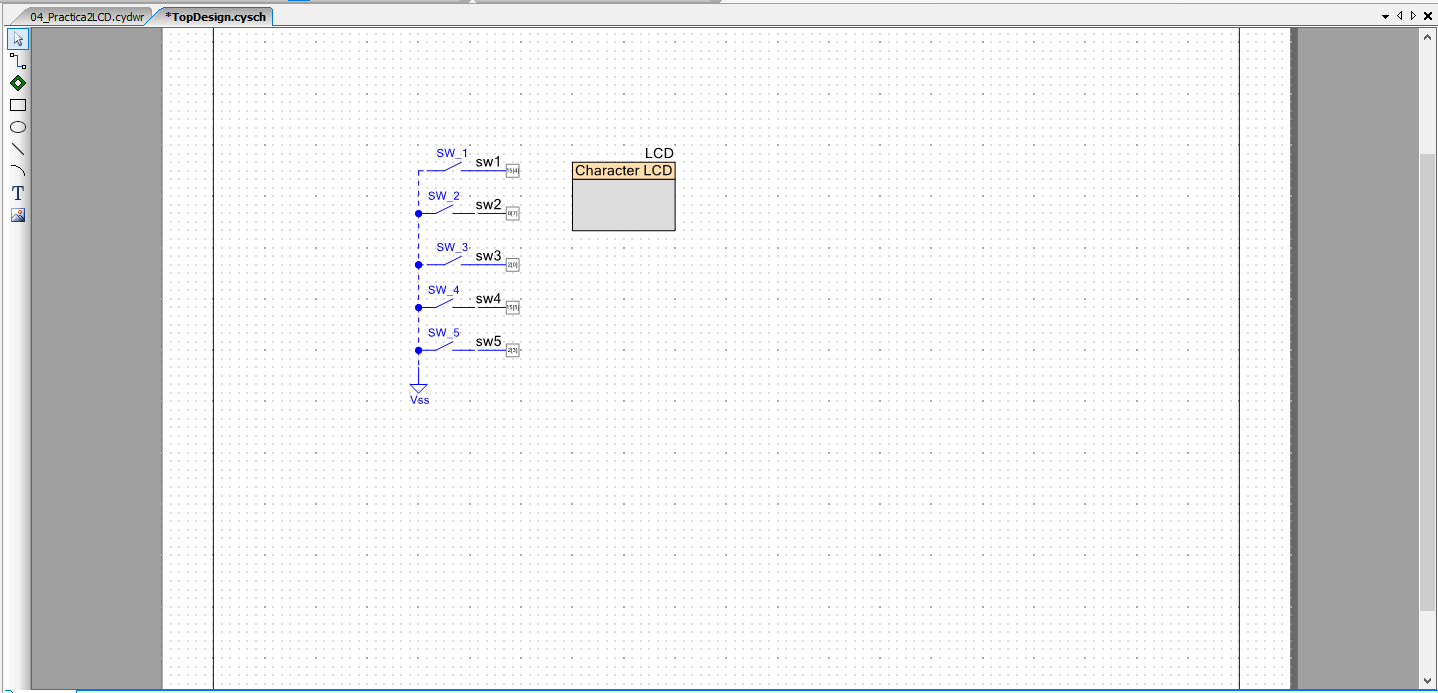 04_Practica2LCD.cydwr
*TopDesign.cysch
T
SW_1
sw1
LCD
Character LCD
SW_2
sw2
SW_3
sw3
SW_4
sw4
SW_5
sw5
Vss